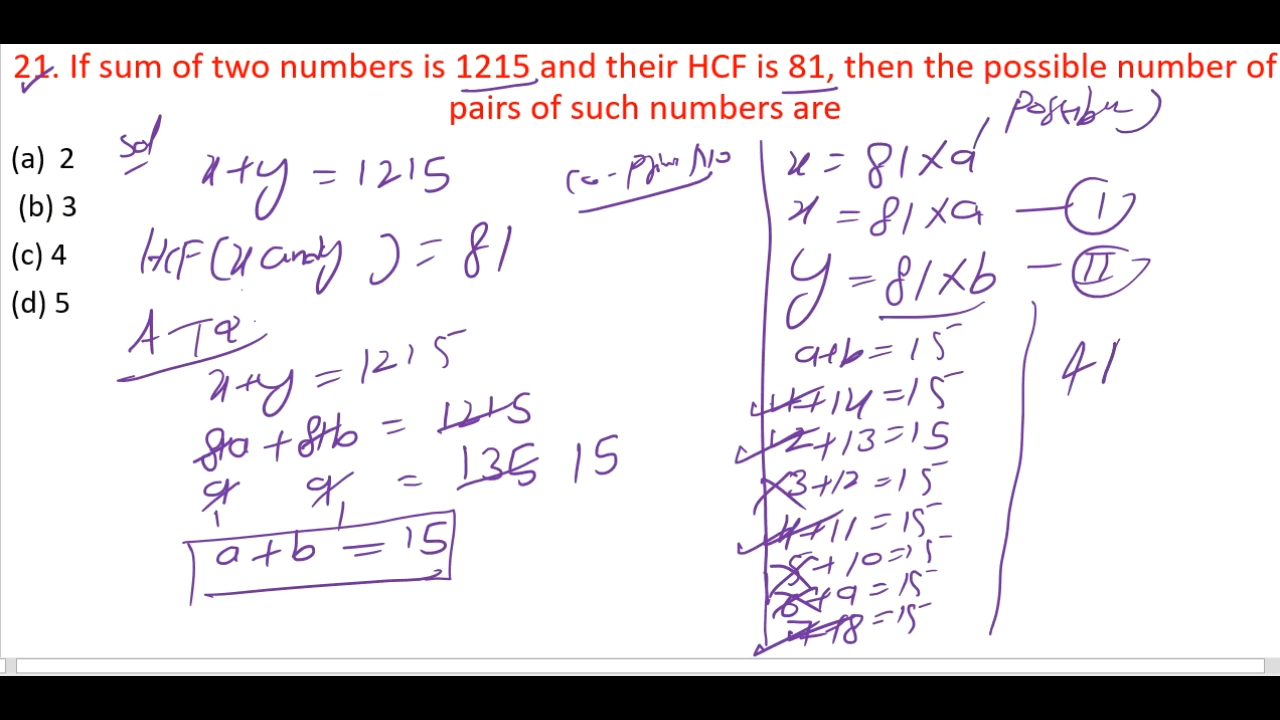 21. If sum of two numbers is 1215 and their HCF is 81, then the possible number of
pairs of such numbers are
(a) 2
(b) 3
(c) 4
(d) 5
Sol
x+y = 1215
HCF(x and y) = 81
ATQ
x+y = 1215
81a + 81b = 1215
9 9 = 135 15
1 1
a+b = 15
Co-prime No
Possible)
x = 81×a
x = 81×a — I
y = 81×b — II
a+b = 15
1+14 = 15
2+13 = 15
3+12 = 15
4+11 = 15
5+10 = 15
6+9 = 15
7+8 = 15